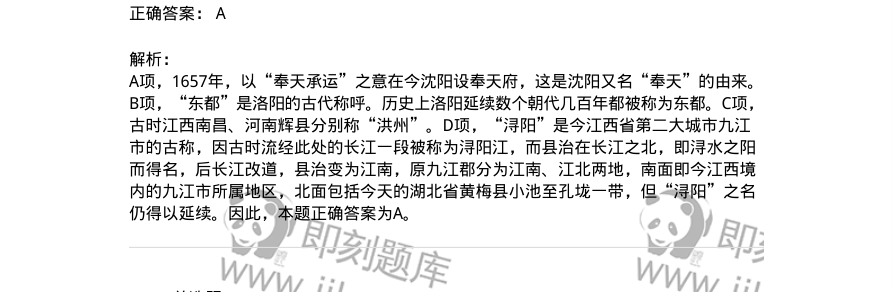 正确答案： A
解析：
A项，1657年，以“奉天承运”之意在今沈阳设奉天府，这是沈阳又名“奉天”的由来。
B项，“东都”是洛阳的古代称呼。历史上洛阳延续数个朝代几百年都被称为东都。C项，
古时江西南昌、河南辉县分别称“洪州”。D项，“浔阳”是今江西省第二大城市九江
市的古称，因古时流经此处的长江一段被称为浔阳江，而县治在长江之北，即浔水之阳
而得名，后长江改道，县治变为江南，原九江郡分为江南、江北两地，南面即今江西境
内的九江市所属地区，北面包括今天的湖北省黄梅县小池至孔垅一带，但“浔阳”之名
仍得以延续。因此，本题正确答案为A。
即刻题库
即刻